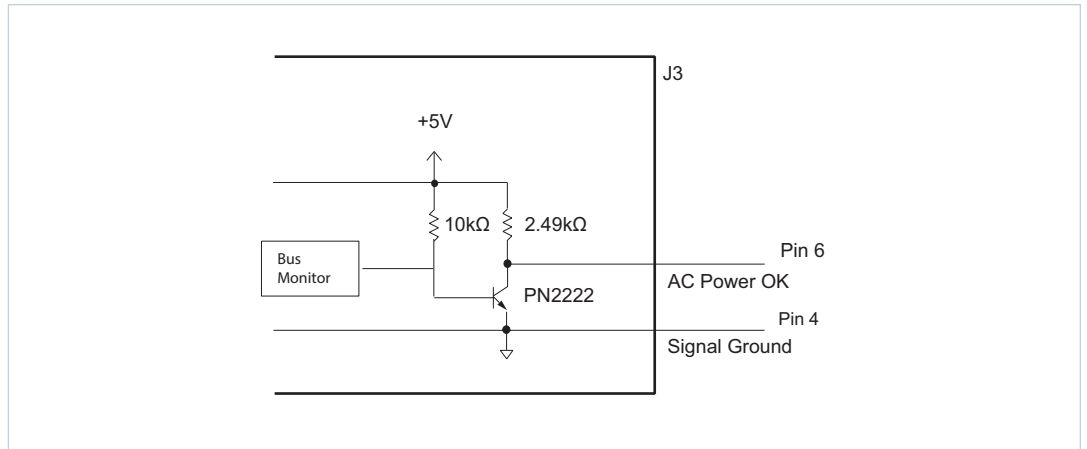 J3
+5V
10kΩ
2.49kΩ
Bus
Monitor
Pin 6
AC Power OK
PN2222
Pin 4
Signal Ground